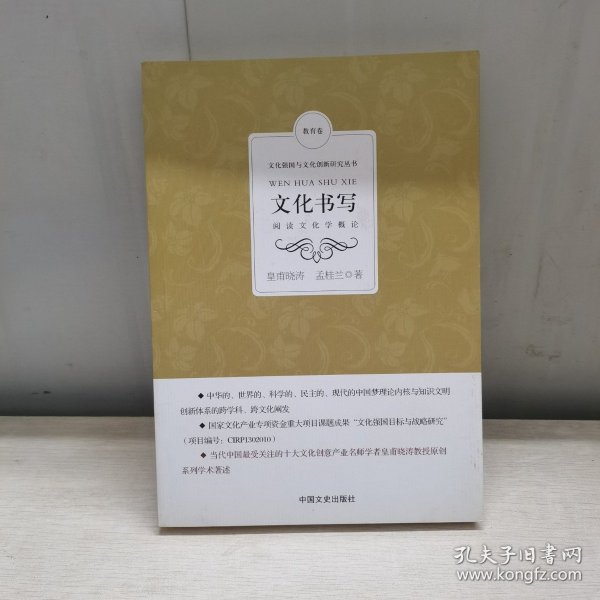 教育卷
文化强国与文化创新研究丛书
WEN HUA SHU XIE
文化书写
阅读文化学概论
皇甫晓涛 孟桂兰◎著
◆ 中华的、世界的、科学的、民主的、现代的中国梦理论内核与知识文明
创新体系的跨学科、跨文化阐发
◆ 国家文化产业专项资金重大项目课题成果“文化强国目标与战略研究”
（项目编号：CIRP1302010）
◆ 当代中国最受关注的十大文化创意产业名师学者皇甫晓涛教授原创
系列学术著述
中国文史出版社
孔夫子旧书网
www.kongfz.com